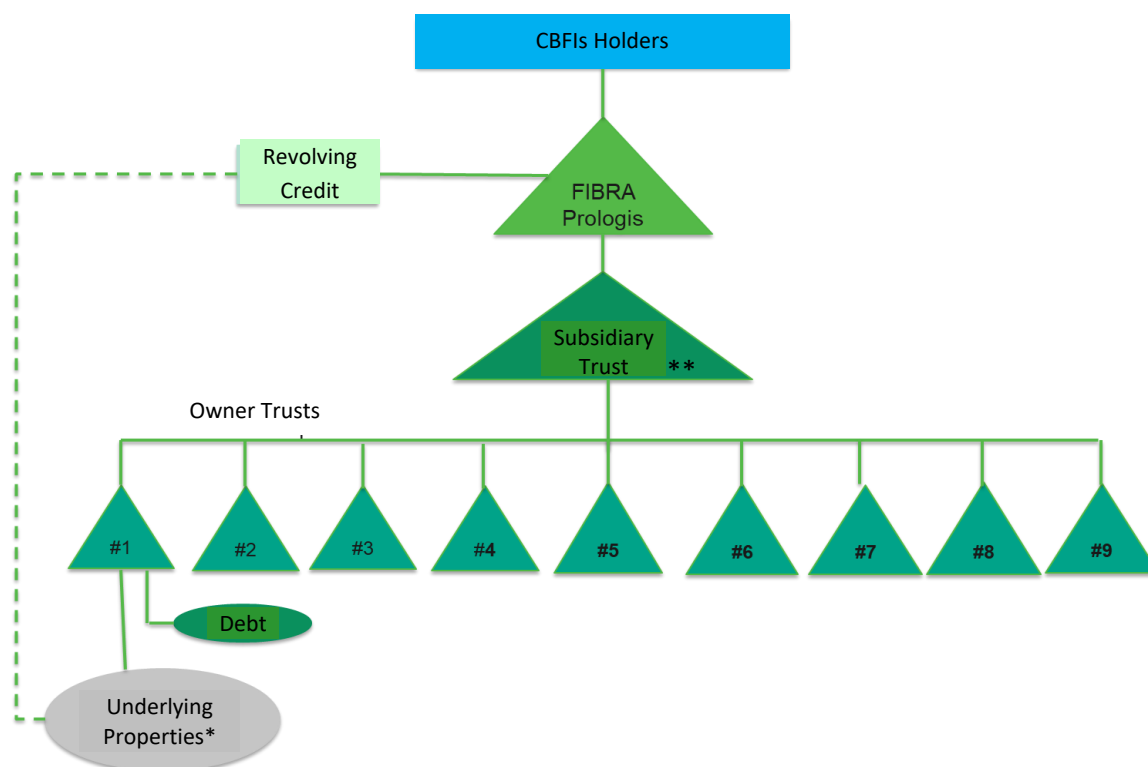 CBFIs Holders
Revolving
Credit
FIBRA
Prologis
Subsidiary
Trust **
Owner Trusts
#1 #2 #3 #4 #5 #6 #7 #8 #9
Debt
Underlying
Properties*